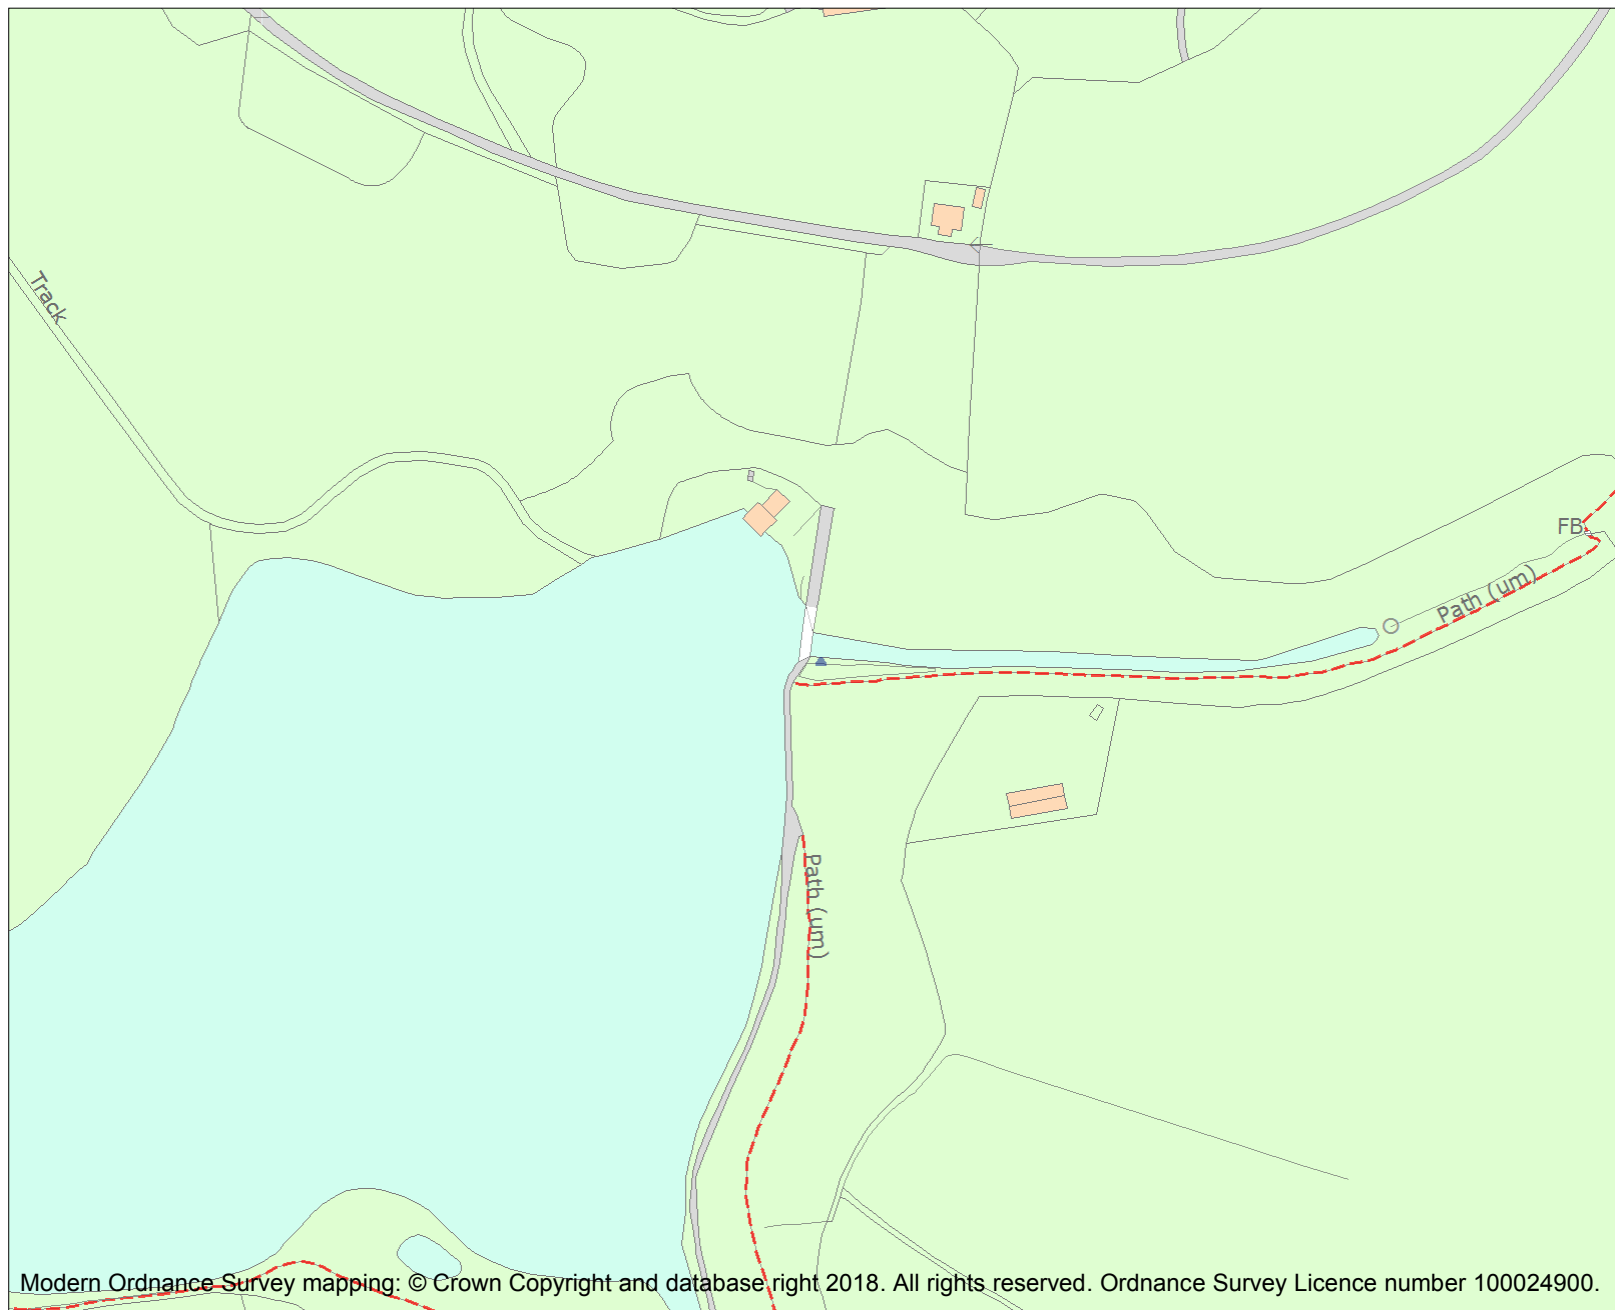 Track
FB
Path (um)
Path (um)
Modern Ordnance Survey mapping: © Crown Copyright and database right 2018. All rights reserved. Ordnance Survey Licence number 100024900.